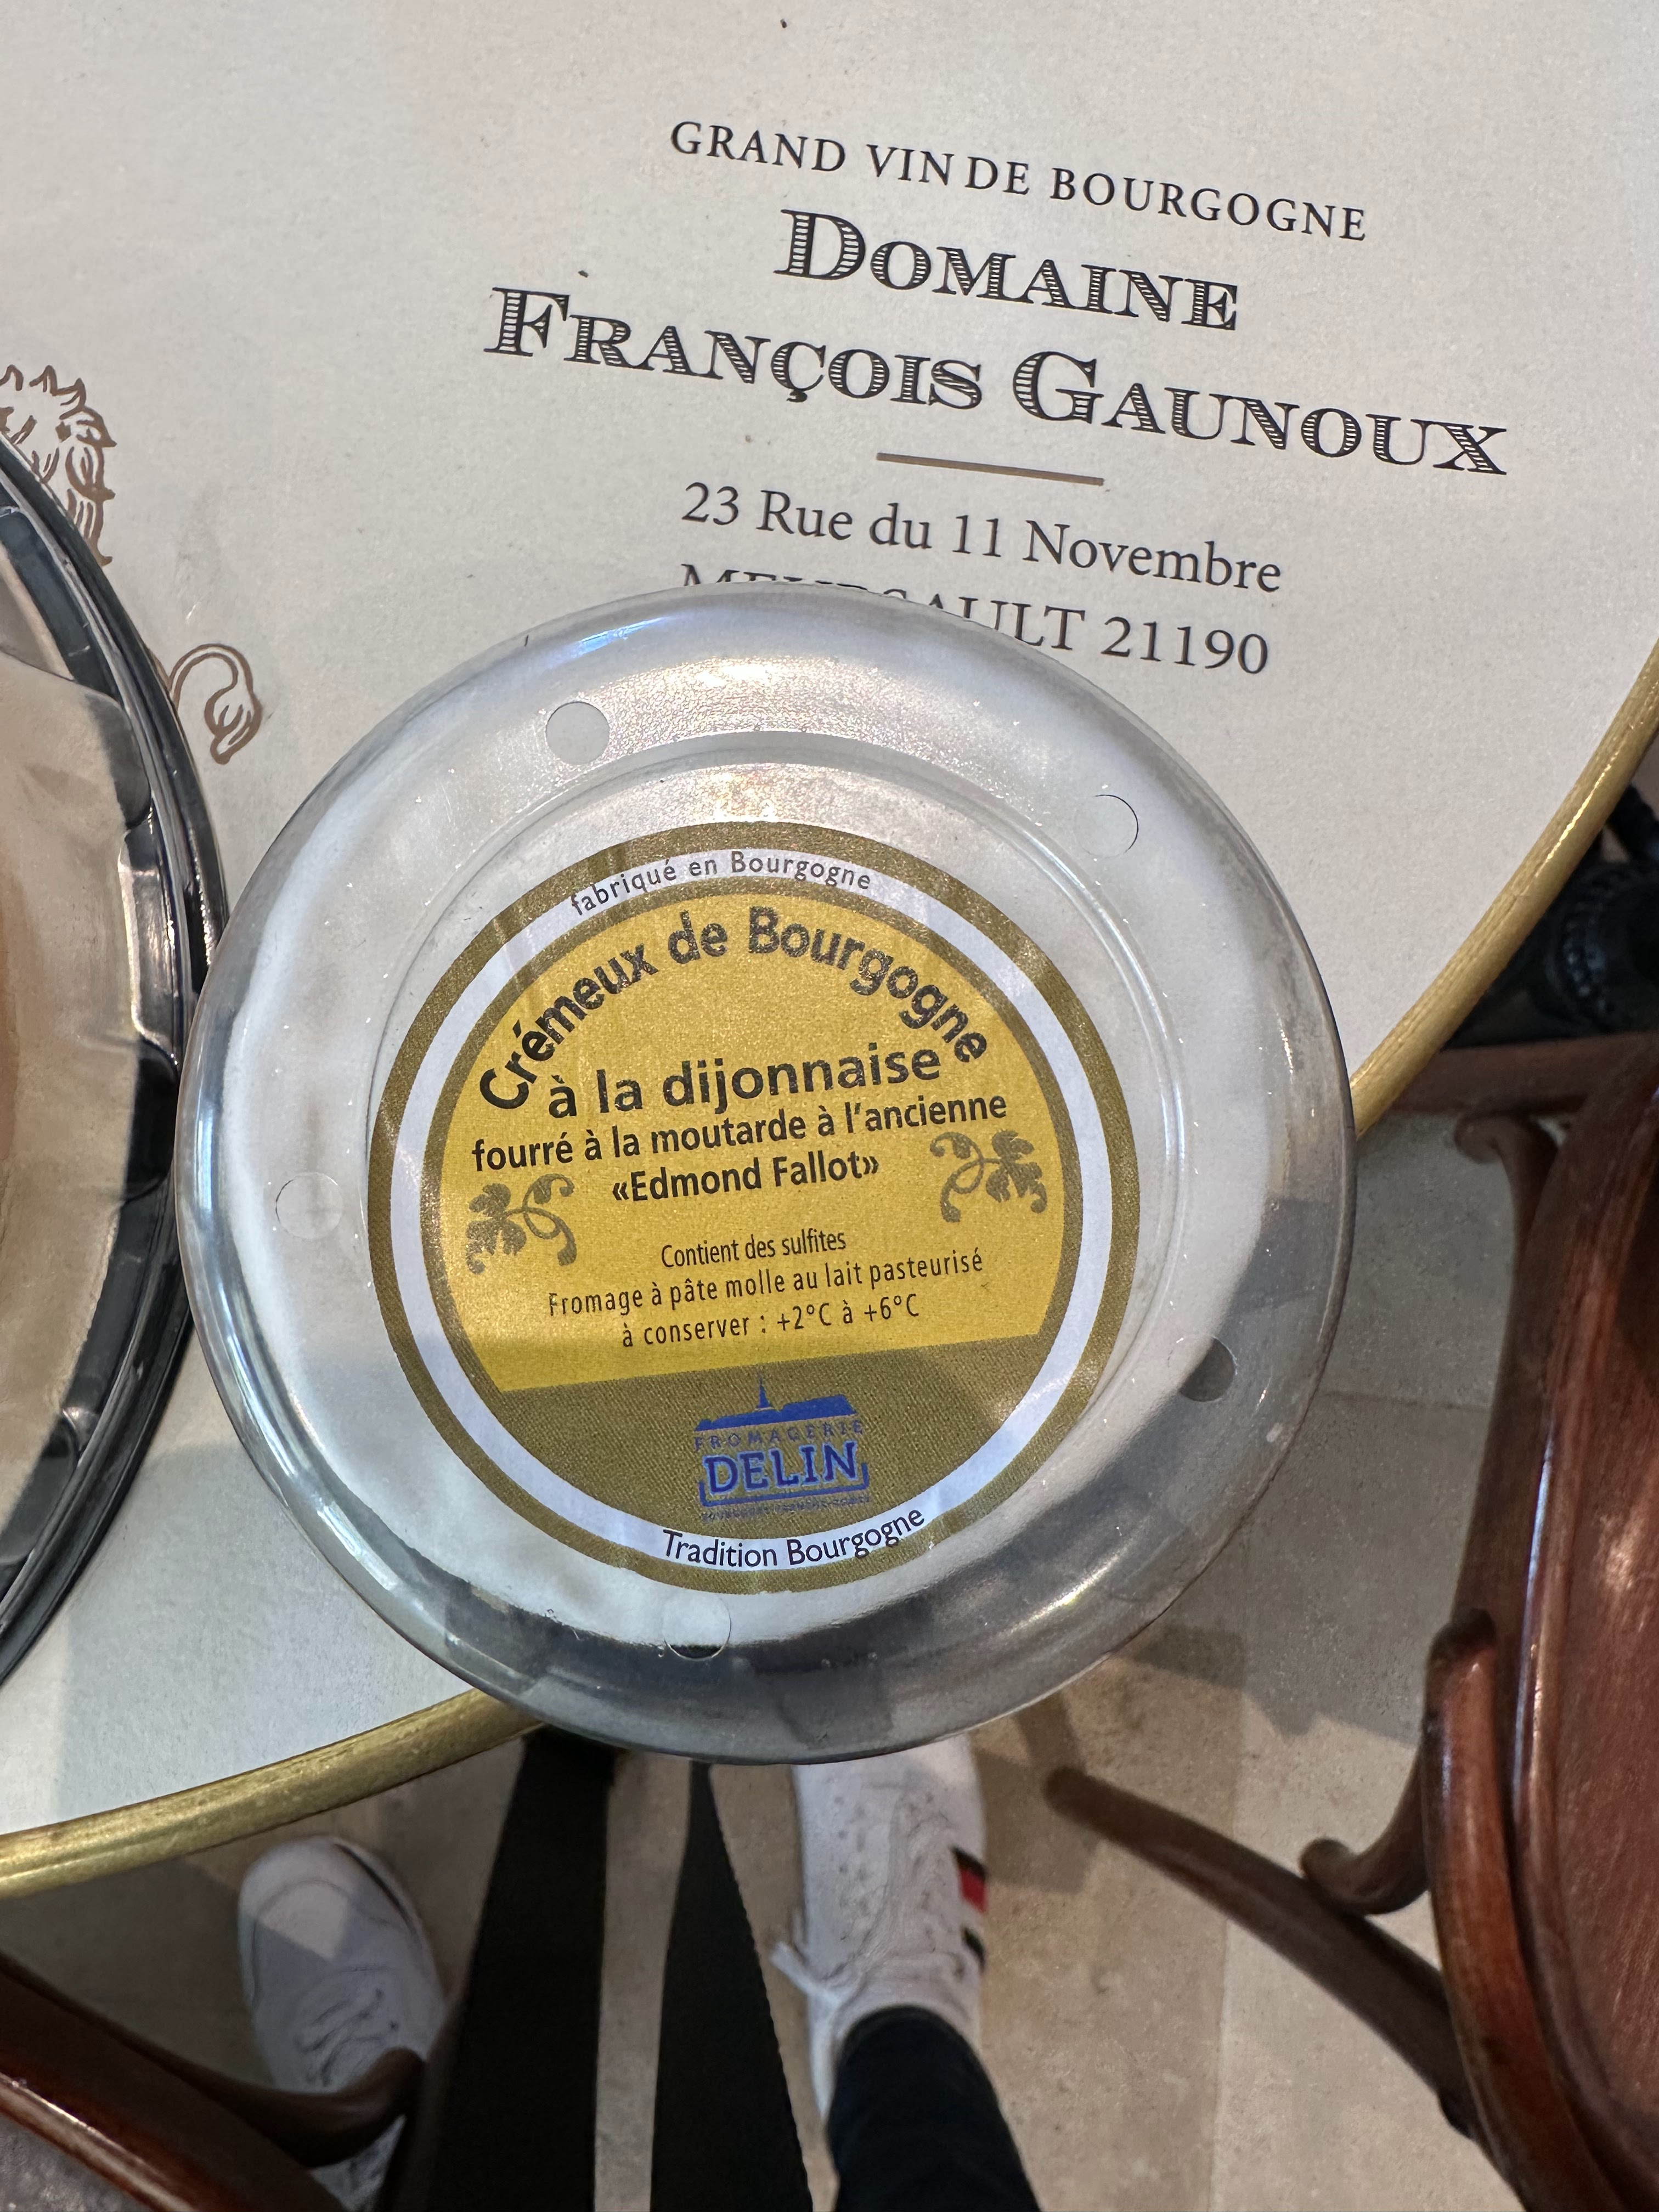 GRAND VIN DE BOURGOGNE
DOMAINE
FRANÇOIS GAUNOUX
23 Rue du 11 Novembre
MEURSAULT 21190
fabriqué en Bourgogne
Crémeux de Bourgogne
à la dijonnaise
fourré à la moutarde à l'ancienne
«Edmond Fallot»
Contient des sulfites
Fromage à pâte molle au lait pasteurisé
à conserver : +2°C à +6°C
FROMAGERIE
DELIN
Tradition Bourgogne